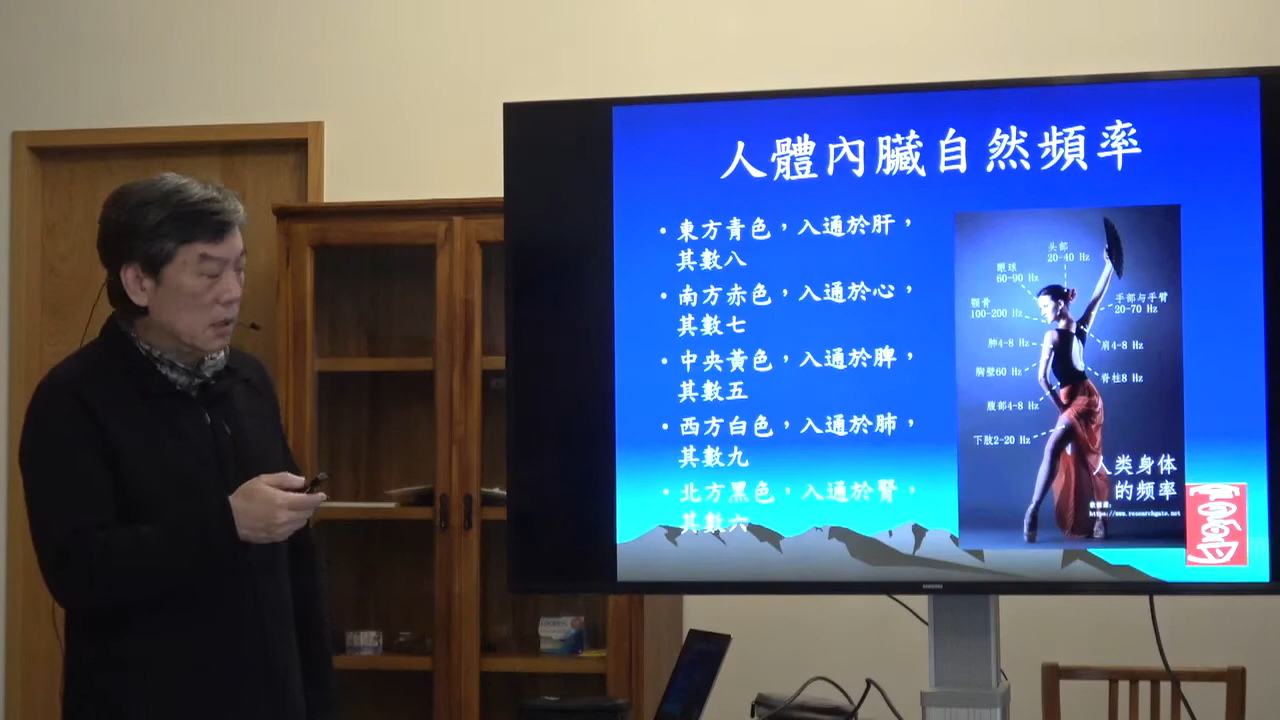 人體內臟自然頻率
• 東方青色，入通於肝，
其數八
• 南方赤色，入通於心，
其數七
• 中央黃色，入通於脾，
其數五
• 西方白色，入通於肺，
其數九
• 北方黑色，入通於腎，
其數六
头部
20-40 Hz
眼球
60-90 Hz
颚骨
100-200 Hz
手部与手臂
20-70 Hz
肺4-8 Hz
肩4-8 Hz
胸壁60 Hz
脊柱8 Hz
腹部4-8 Hz
下肢2-20 Hz
人类身体
的频率
https://www.researchgate.net
SAMSUNG